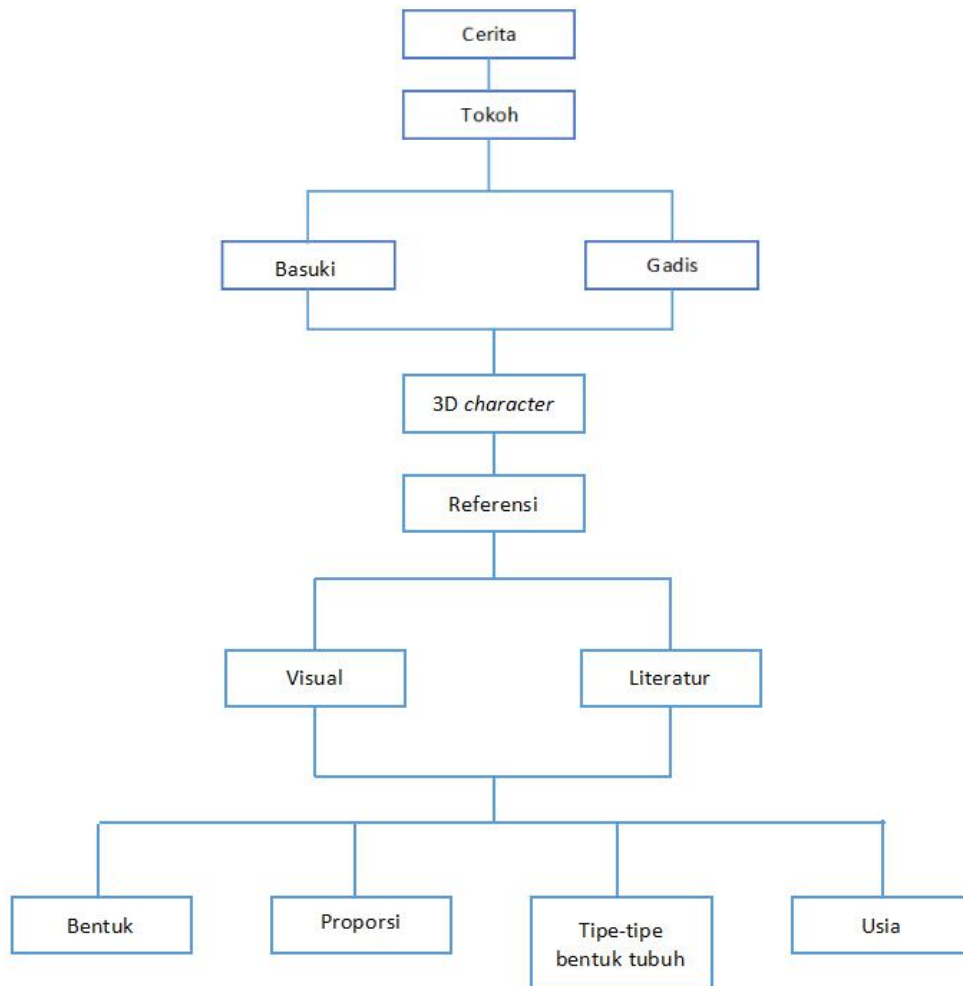 Cerita
Tokoh
Basuki
Gadis
3D character
Referensi
Visual
Literatur
Bentuk
Proporsi
Tipe-tipe
bentuk tubuh
Usia